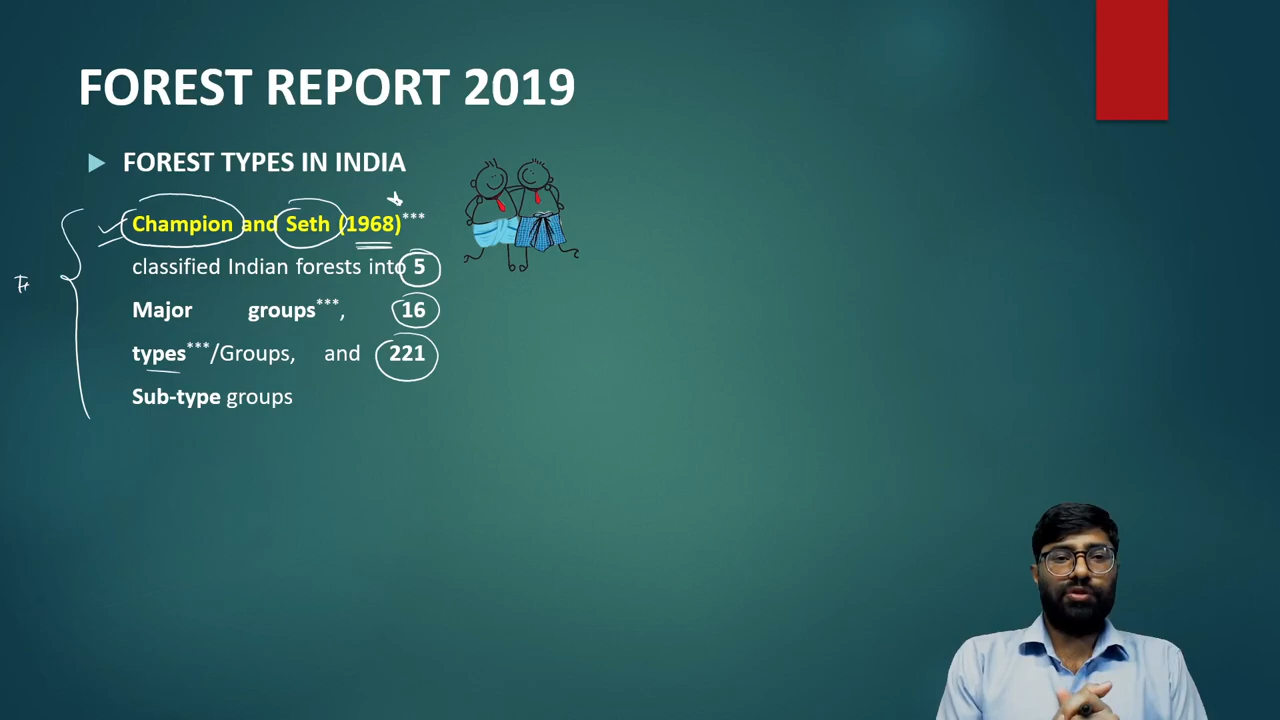 FOREST REPORT 2019
FOREST TYPES IN INDIA
Champion and Seth (1968)***
classified Indian forests into 5
Major groups***, 16
types***/Groups, and 221
Sub-type groups